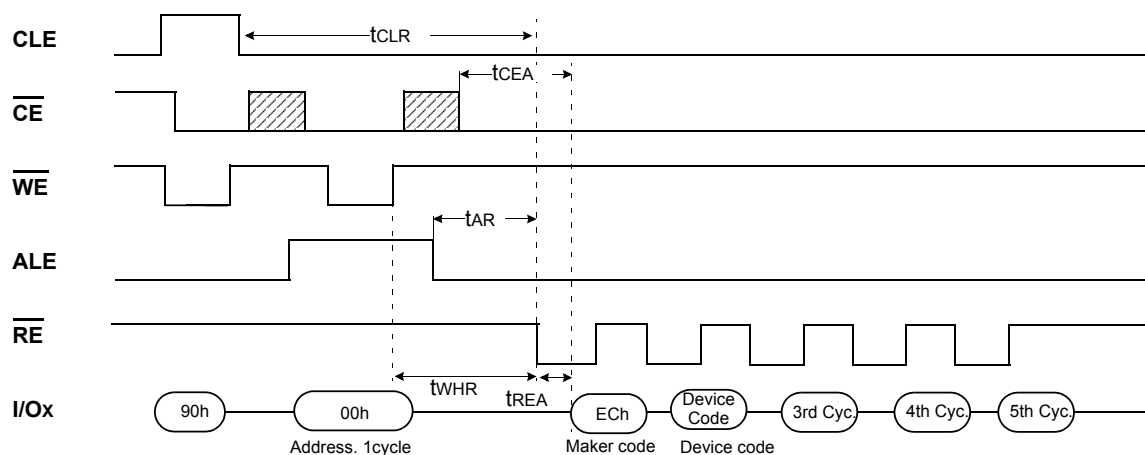 CLE
tCLR
tCEA
CE
WE
tAR
ALE
RE
tWHR
tREA
I/Ox
90h
00h
ECh
Device
Code
3rd Cyc.
4th Cyc.
5th Cyc.
Address. 1cycle
Maker code
Device code